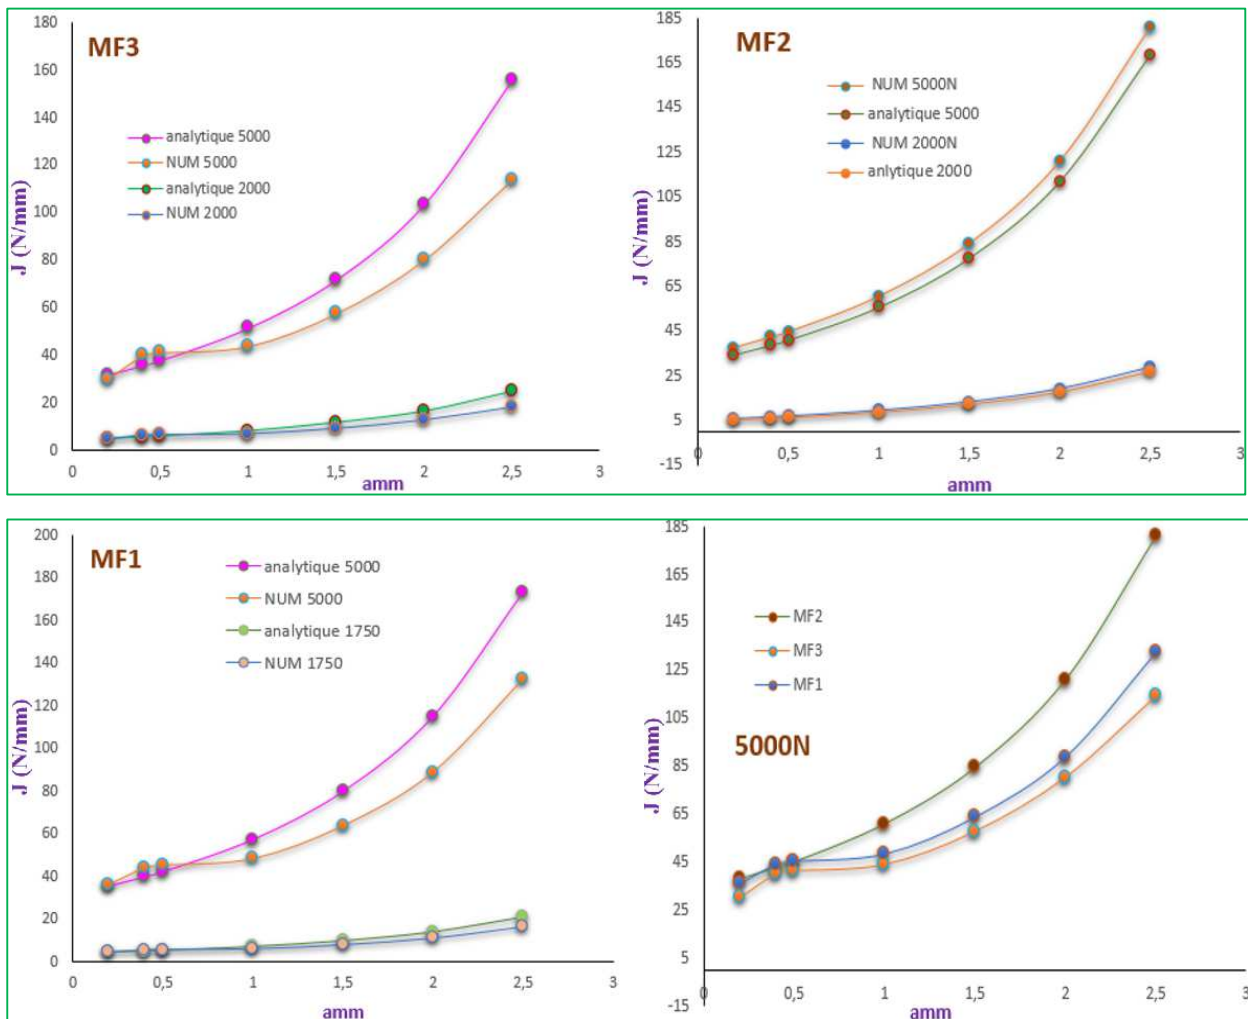 MF3
analytique 5000
NUM 5000
analytique 2000
NUM 2000
J (N/mm)
180
160
140
120
100
80
60
40
20
0
0 0,5 1 1,5 2 2,5 3
amm
MF2
NUM 5000N
analytique 5000
NUM 2000N
anlytique 2000
J (N/mm)
185
165
145
125
105
85
65
45
25
5
-15
0 0,5 1 1,5 2 2,5 3
amm
MF1
analytique 5000
NUM 5000
analytique 1750
NUM 1750
J (N/mm)
200
180
160
140
120
100
80
60
40
20
0
0 0,5 1 1,5 2 2,5 3
amm
MF2
MF3
MF1
5000N
J (N/mm)
185
165
145
125
105
85
65
45
25
5
-15
0 0,5 1 1,5 2 2,5 3
amm